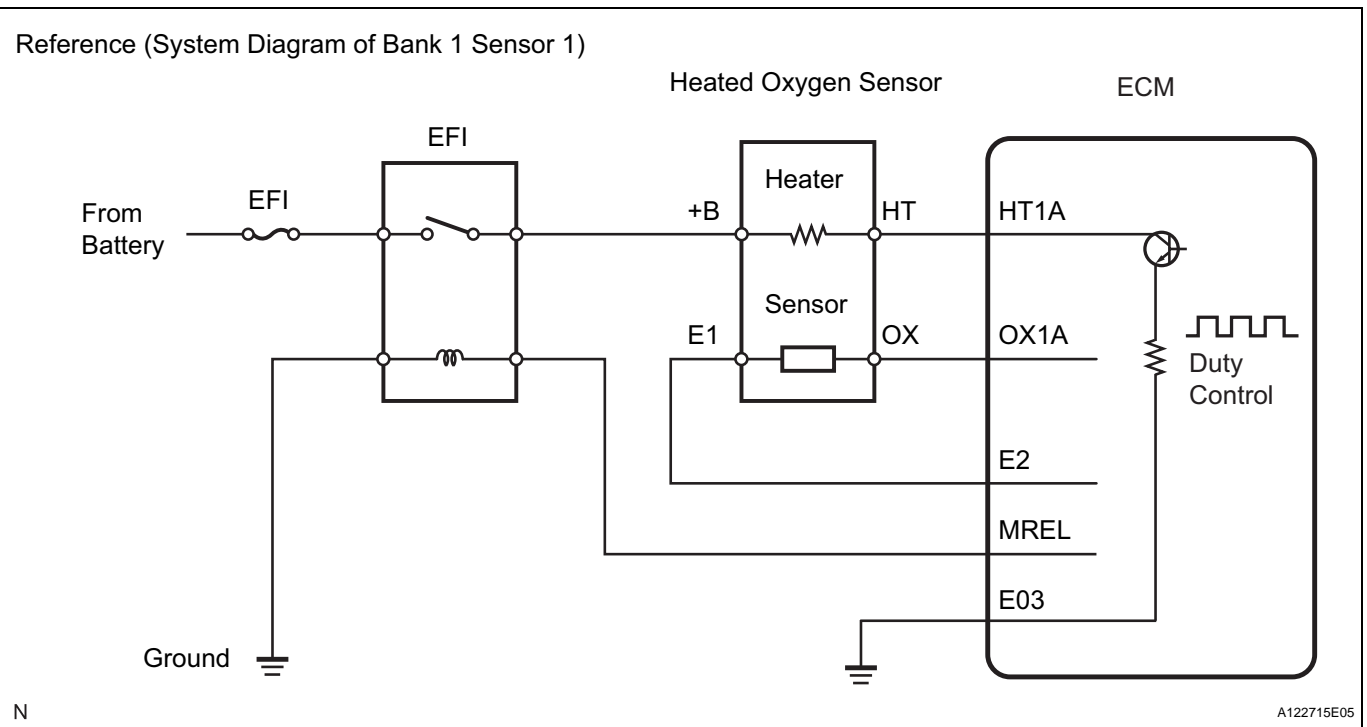 Reference (System Diagram of Bank 1 Sensor 1)
Heated Oxygen Sensor
ECM
EFI
EFI
From
Battery
Heater
+B
HT
HT1A
Sensor
E1
OX
OX1A
Duty
Control
E2
MREL
E03
Ground
N
A122715E05